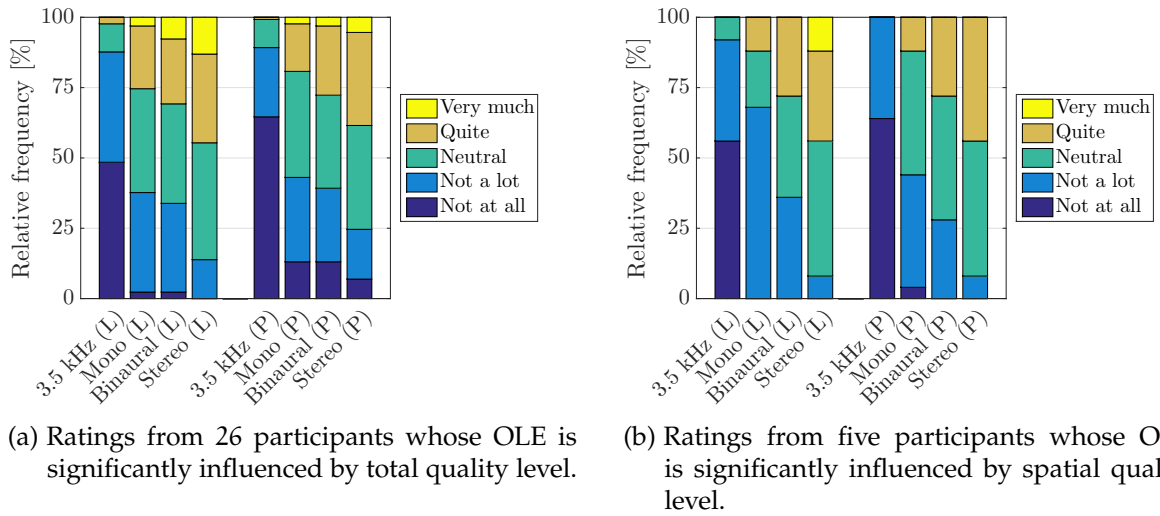 100
75
50
25
0
Relative frequency [%]
3.5 kHz (L)
Mono (L)
Binaural (L)
Stereo (L)
3.5 kHz (P)
Mono (P)
Binaural (P)
Stereo (P)
Very much
Quite
Neutral
Not a lot
Not at all
(a) Ratings from 26 participants whose OLE is
significantly influenced by total quality level.
100
75
50
25
0
Relative frequency [%]
3.5 kHz (L)
Mono (L)
Binaural (L)
Stereo (L)
3.5 kHz (P)
Mono (P)
Binaural (P)
Stereo (P)
Very much
Quite
Neutral
Not a lot
Not at all
(b) Ratings from five participants whose O
is significantly influenced by spatial qual
level.